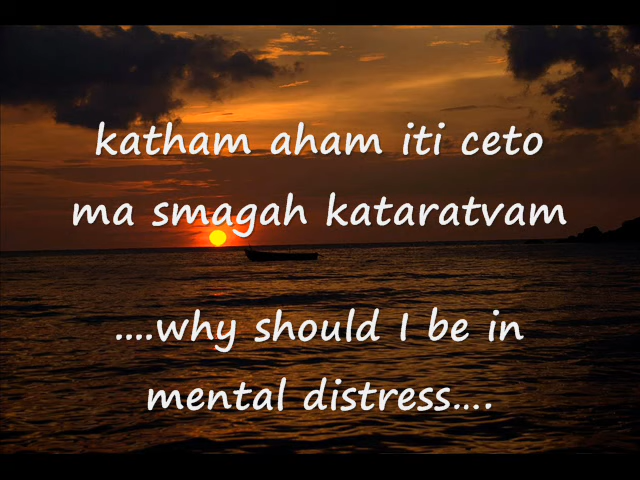 katham aham iti ceto
ma smagah kataratvam
....why should I be in
mental distress....